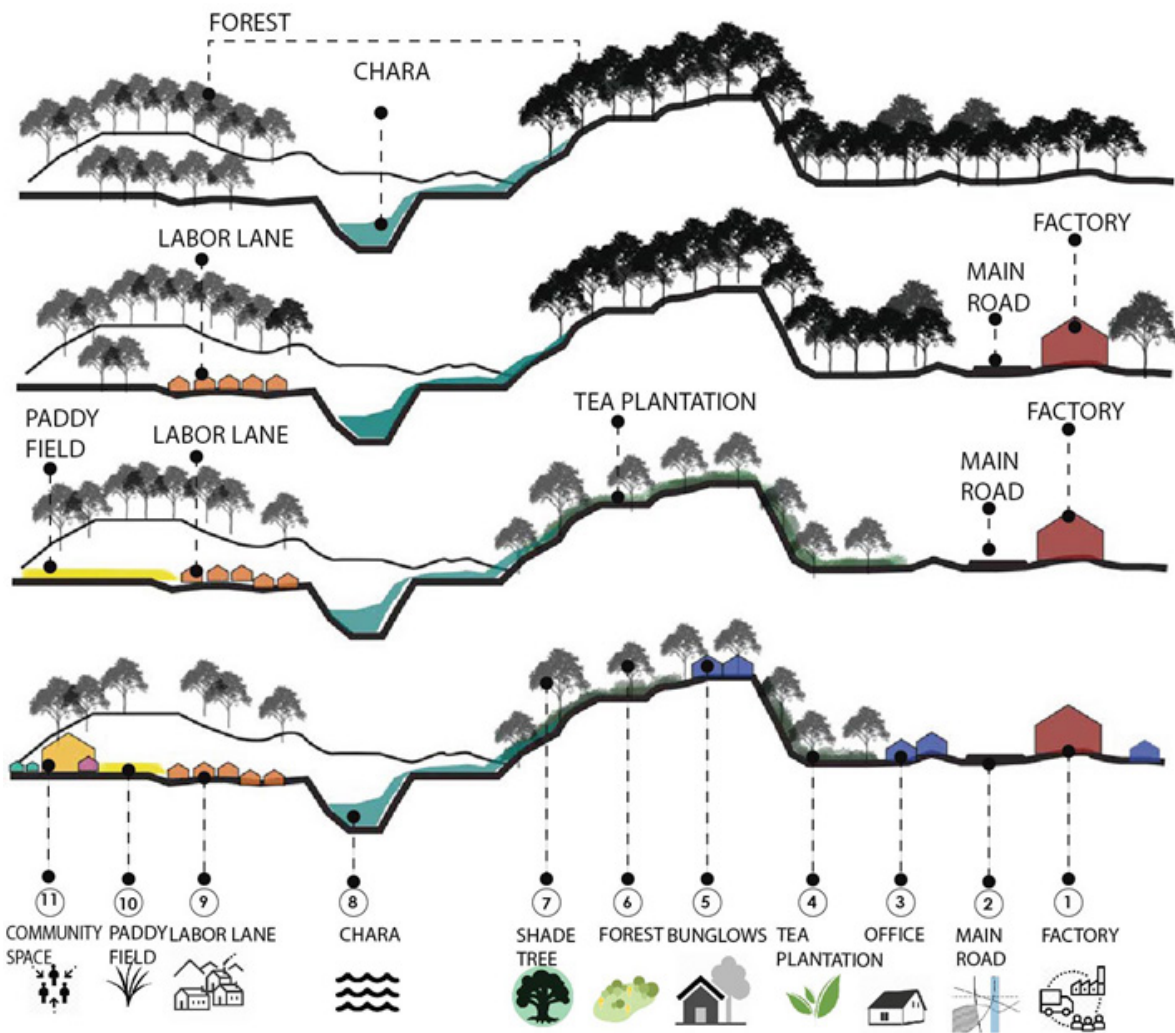 FOREST
CHARA
LABOR LANE
FACTORY
MAIN
ROAD
PADDY
FIELD
LABOR LANE
TEA PLANTATION
FACTORY
MAIN
ROAD
11
10
9
8
7
6
5
4
3
2
1
COMMUNITY
SPACE
PADDY
FIELD
LABOR LANE
CHARA
SHADE
TREE
FOREST
BUNGLOWS
TEA
PLANTATION
OFFICE
MAIN
ROAD
FACTORY